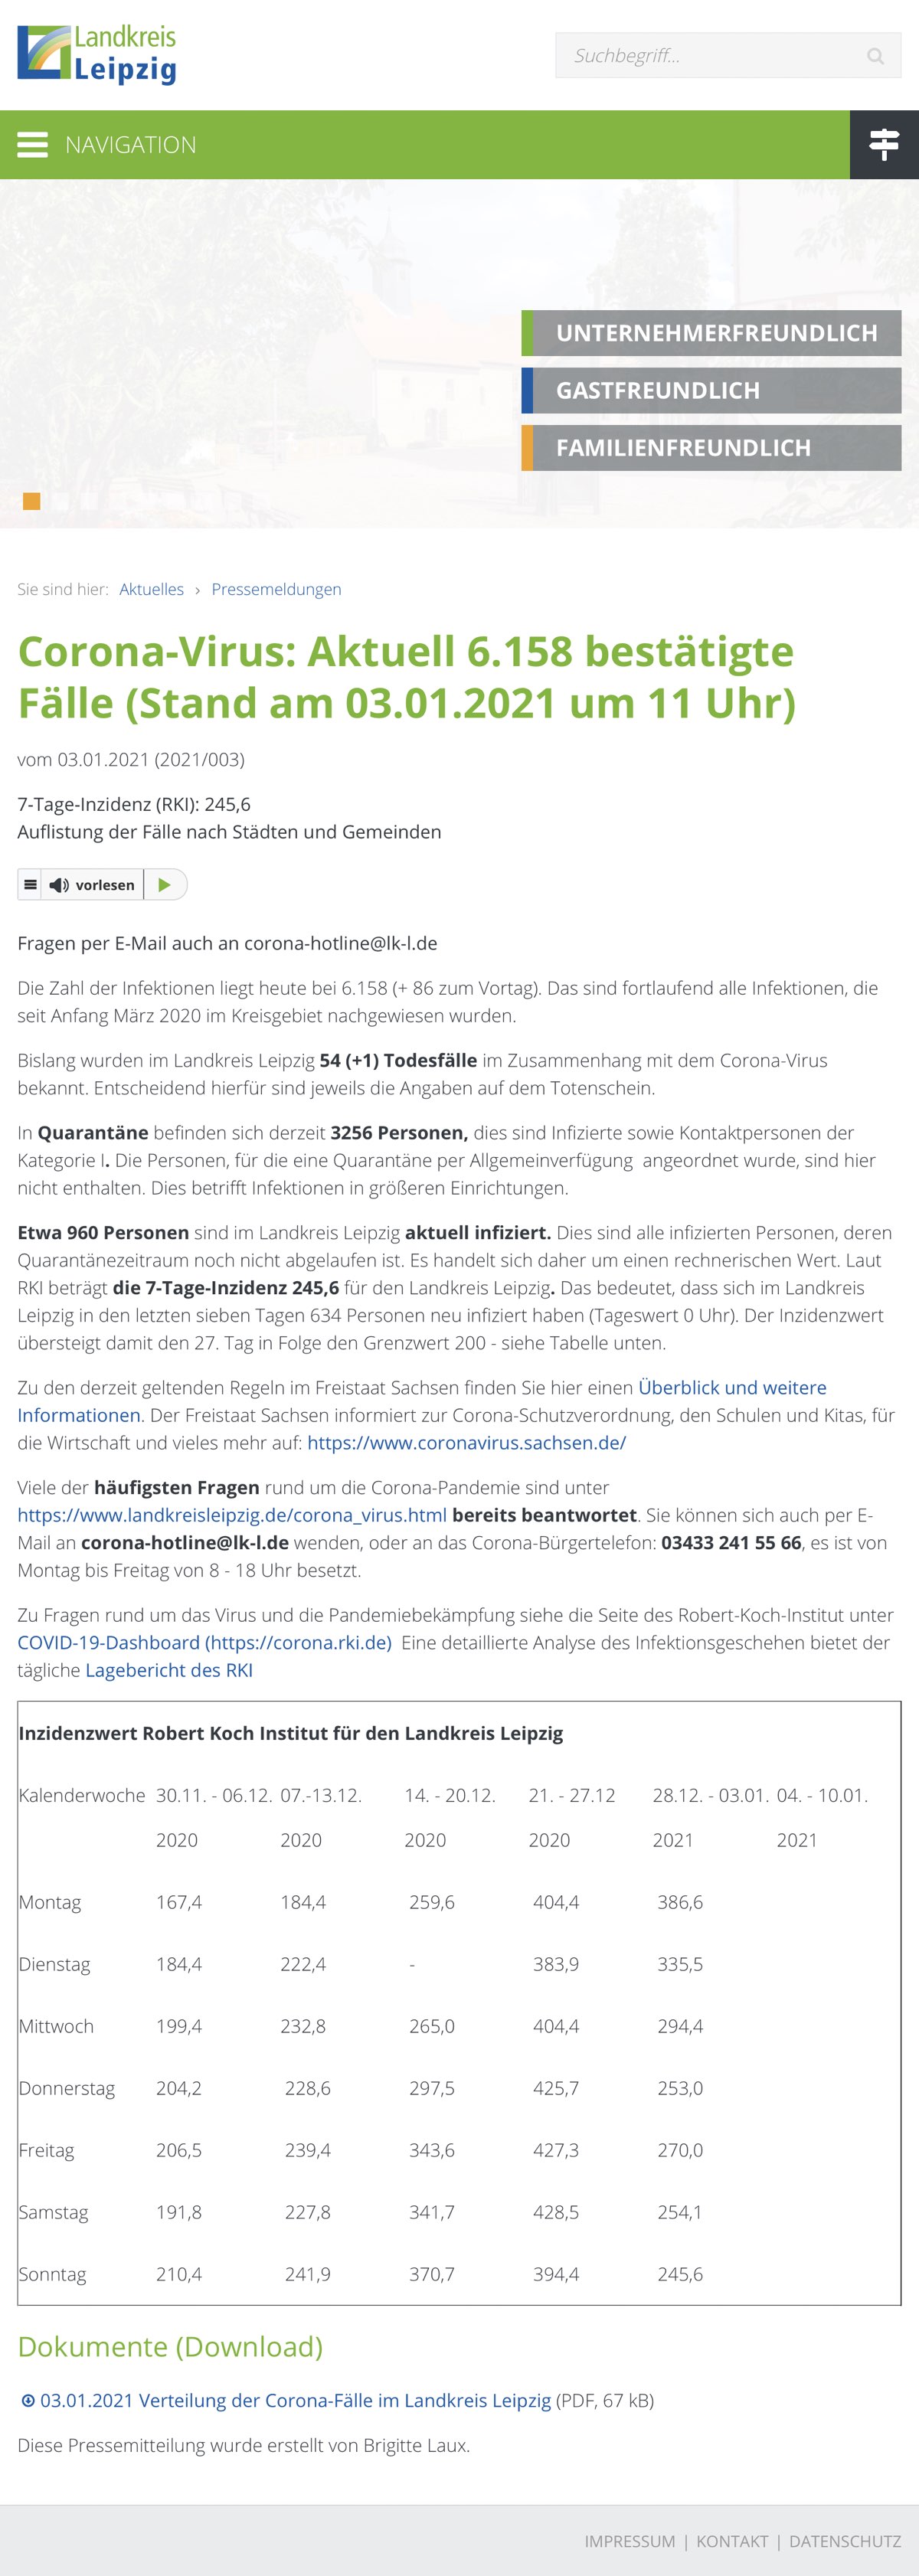 Landkreis
Leipzig
Suchbegriff...
NAVIGATION
UNTERNEHMERFREUNDLICH
GASTFREUNDLICH
FAMILIENFREUNDLICH
Sie sind hier: Aktuelles › Pressemeldungen
Corona-Virus: Aktuell 6.158 bestätigte
Fälle (Stand am 03.01.2021 um 11 Uhr)
vom 03.01.2021 (2021/003)
7-Tage-Inzidenz (RKI): 245,6
Auflistung der Fälle nach Städten und Gemeinden
vorlesen
Fragen per E-Mail auch an corona-hotline@lk-l.de
Die Zahl der Infektionen liegt heute bei 6.158 (+ 86 zum Vortag). Das sind fortlaufend alle Infektionen, die
seit Anfang März 2020 im Kreisgebiet nachgewiesen wurden.
Bislang wurden im Landkreis Leipzig 54 (+1) Todesfälle im Zusammenhang mit dem Corona-Virus
bekannt. Entscheidend hierfür sind jeweils die Angaben auf dem Totenschein.
In Quarantäne befinden sich derzeit 3256 Personen, dies sind Infizierte sowie Kontaktpersonen der
Kategorie I. Die Personen, für die eine Quarantäne per Allgemeinverfügung angeordnet wurde, sind hier
nicht enthalten. Dies betrifft Infektionen in größeren Einrichtungen.
Etwa 960 Personen sind im Landkreis Leipzig aktuell infiziert. Dies sind alle infizierten Personen, deren
Quarantänezeitraum noch nicht abgelaufen ist. Es handelt sich daher um einen rechnerischen Wert. Laut
RKI beträgt die 7-Tage-Inzidenz 245,6 für den Landkreis Leipzig. Das bedeutet, dass sich im Landkreis
Leipzig in den letzten sieben Tagen 634 Personen neu infiziert haben (Tageswert 0 Uhr). Der Inzidenzwert
übersteigt damit den 27. Tag in Folge den Grenzwert 200 - siehe Tabelle unten.
Zu den derzeit geltenden Regeln im Freistaat Sachsen finden Sie hier einen Überblick und weitere
Informationen. Der Freistaat Sachsen informiert zur Corona-Schutzverordnung, den Schulen und Kitas, für
die Wirtschaft und vieles mehr auf: https://www.coronavirus.sachsen.de/
Viele der häufigsten Fragen rund um die Corona-Pandemie sind unter
https://www.landkreisleipzig.de/corona_virus.html bereits beantwortet. Sie können sich auch per E-
Mail an corona-hotline@lk-l.de wenden, oder an das Corona-Bürgertelefon: 03433 241 55 66, es ist von
Montag bis Freitag von 8 - 18 Uhr besetzt.
Zu Fragen rund um das Virus und die Pandemiebekämpfung siehe die Seite des Robert-Koch-Institut unter
COVID-19-Dashboard (https://corona.rki.de) Eine detaillierte Analyse des Infektionsgeschehen bietet der
tägliche Lagebericht des RKI
Inzidenzwert Robert Koch Institut für den Landkreis Leipzig
Kalenderwoche 30.11. - 06.12. 07.-13.12. 14. - 20.12. 21. - 27.12 28.12. - 03.01. 04. - 10.01.
2020 2020 2020 2020 2021 2021
Montag 167,4 184,4 259,6 404,4 386,6
Dienstag 184,4 222,4 - 383,9 335,5
Mittwoch 199,4 232,8 265,0 404,4 294,4
Donnerstag 204,2 228,6 297,5 425,7 253,0
Freitag 206,5 239,4 343,6 427,3 270,0
Samstag 191,8 227,8 341,7 428,5 254,1
Sonntag 210,4 241,9 370,7 394,4 245,6
Dokumente (Download)
03.01.2021 Verteilung der Corona-Fälle im Landkreis Leipzig (PDF, 67 kB)
Diese Pressemitteilung wurde erstellt von Brigitte Laux.
IMPRESSUM | KONTAKT | DATENSCHUTZ